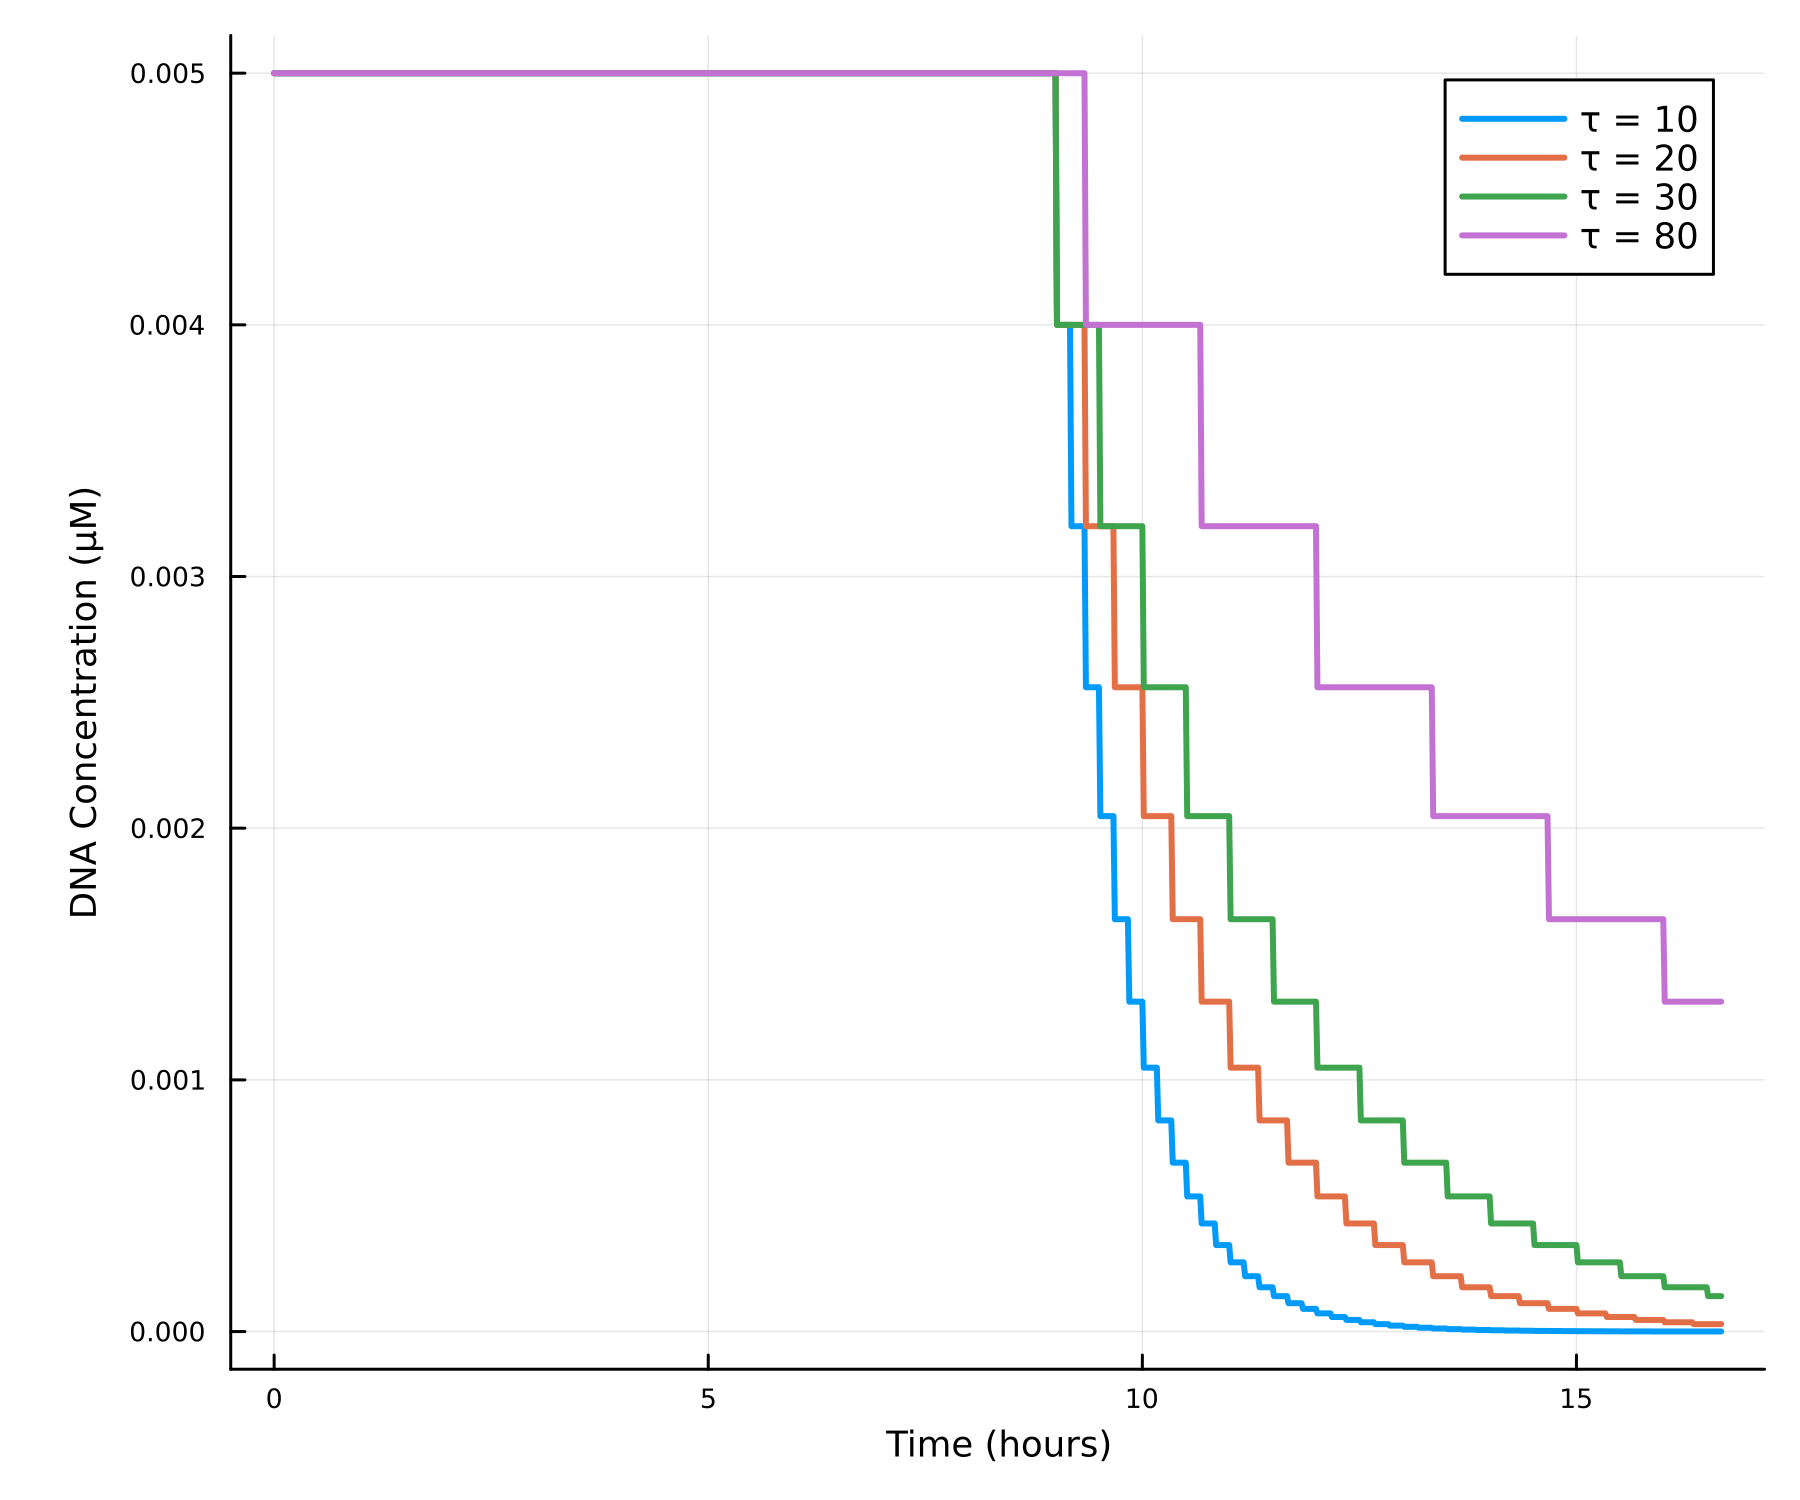 0.005
0.004
0.003
0.002
0.001
0.000
DNA Concentration (μM)
0 5 10 15
Time (hours)
τ = 10
τ = 20
τ = 30
τ = 80